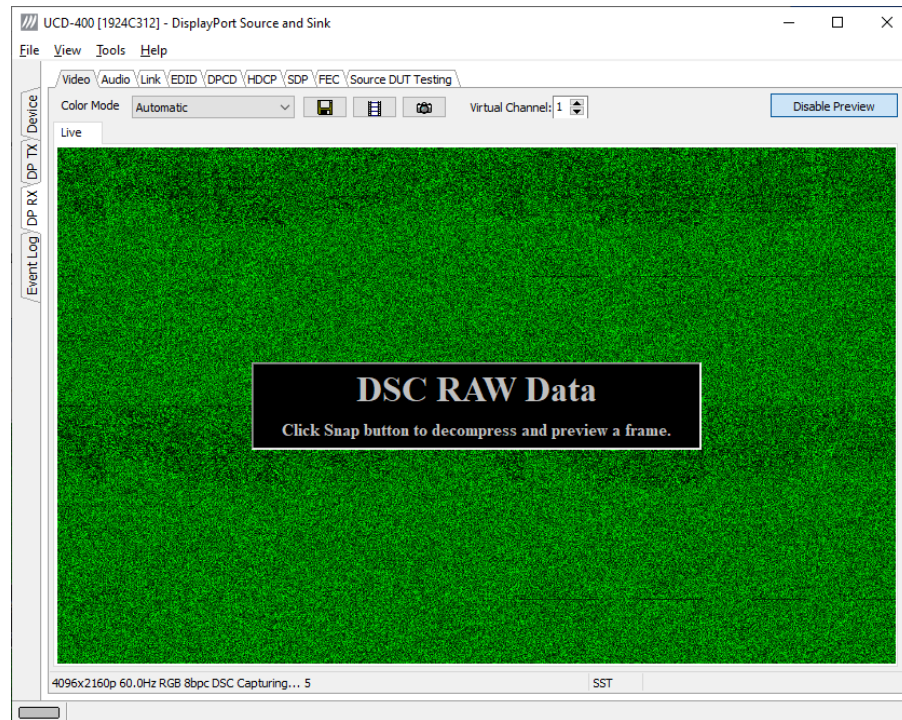 UCD-400 [1924C312] - DisplayPort Source and Sink
File View Tools Help
Video Audio Link EDID DPCD HDCP SDP FEC Source DUT Testing
Color Mode Automatic Virtual Channel: 1 Disable Preview
Live
Device
DP TX
DP RX
Event Log
DSC RAW Data
Click Snap button to decompress and preview a frame.
4096x2160p 60.0Hz RGB 8bpc DSC Capturing... 5 SST